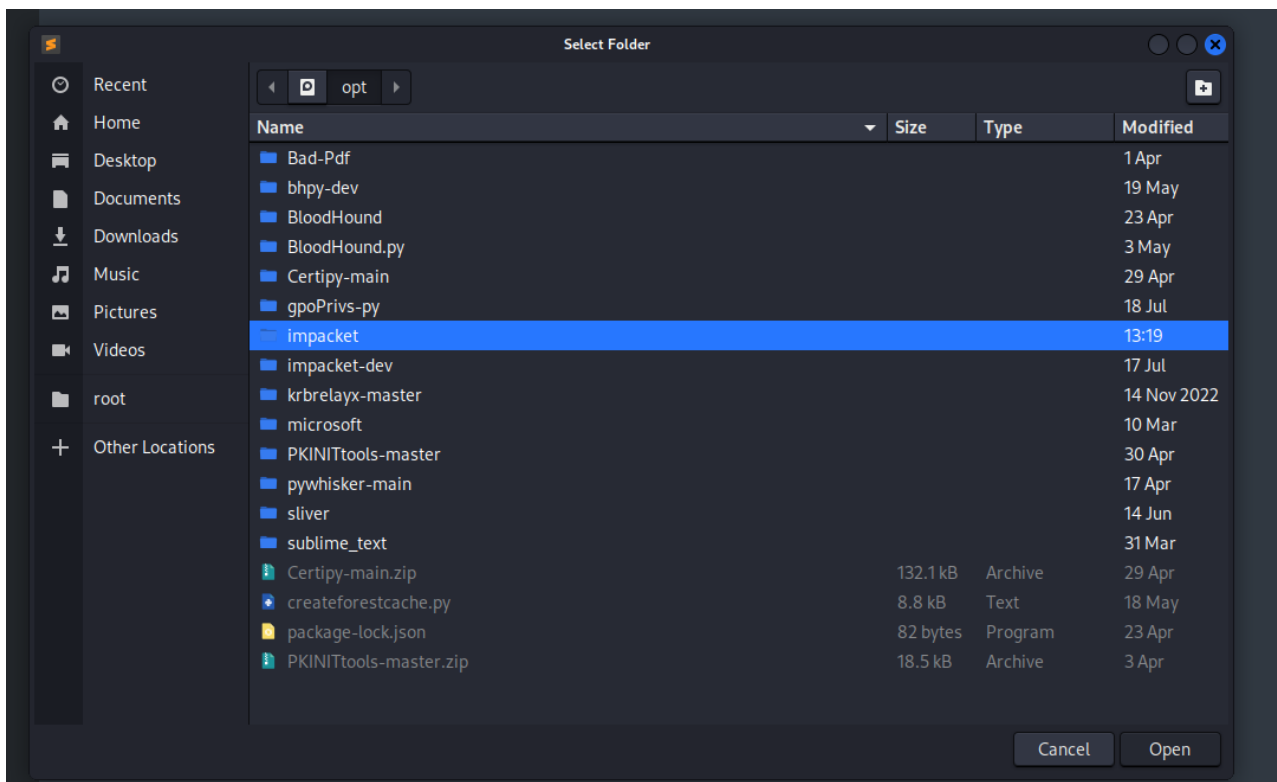 Select Folder
Recent
Home
Desktop
Documents
Downloads
Music
Pictures
Videos
root
Other Locations
opt
Name Size Type Modified
Bad-Pdf 1 Apr
bhpy-dev 19 May
BloodHound 23 Apr
BloodHound.py 3 May
Certipy-main 29 Apr
gpoPrivs-py 18 Jul
impacket 13:19
impacket-dev 17 Jul
krbrelayx-master 14 Nov 2022
microsoft 10 Mar
PKINITtools-master 30 Apr
pywhisker-main 17 Apr
sliver 14 Jun
sublime_text 31 Mar
Certipy-main.zip 132.1 kB Archive 29 Apr
createforestcache.py 8.8 kB Text 18 May
package-lock.json 82 bytes Program 23 Apr
PKINITtools-master.zip 18.5 kB Archive 3 Apr
Cancel Open